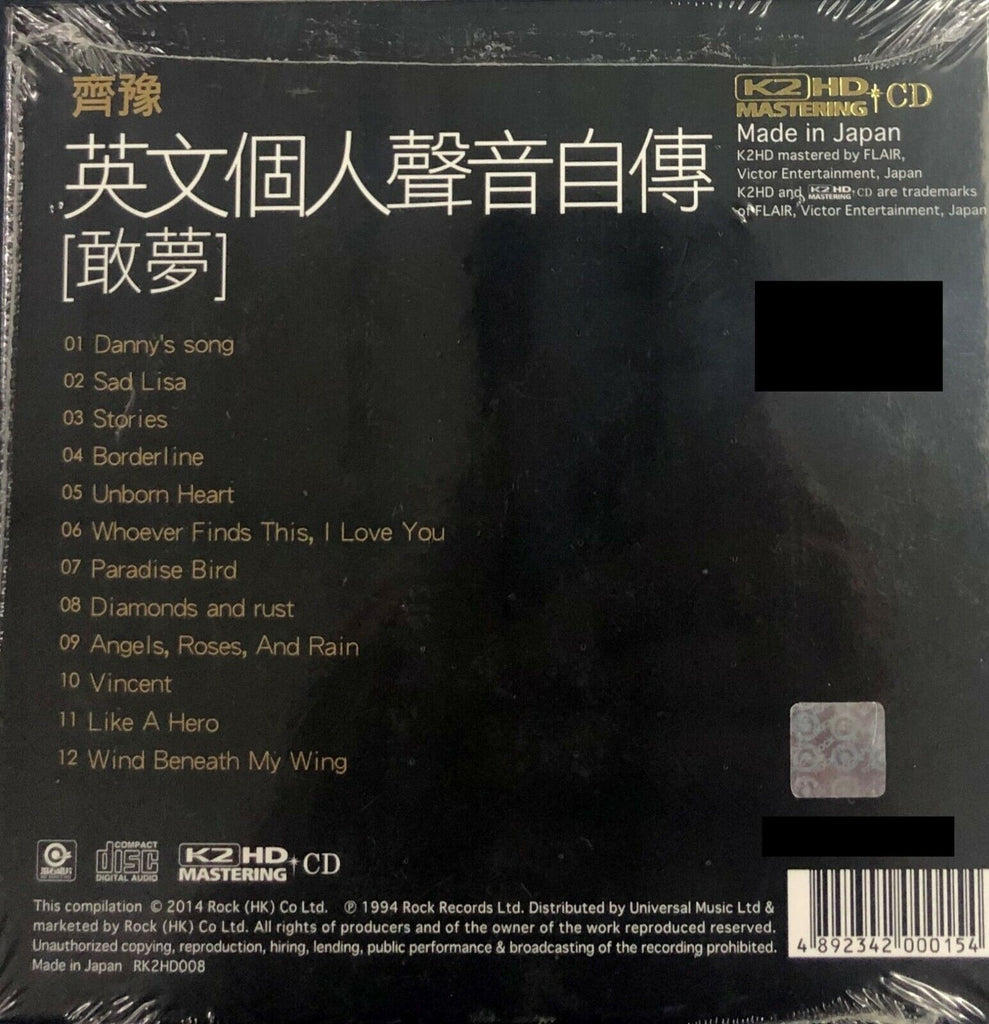 齊豫
英文個人聲音自傳
[敢夢]
K2HD MASTERING+CD
Made in Japan
K2HD mastered by FLAIR,
Victor Entertainment, Japan
K2HD and K2HD MASTERING+CD are trademarks
of FLAIR, Victor Entertainment, Japan
01 Danny's song
02 Sad Lisa
03 Stories
04 Borderline
05 Unborn Heart
06 Whoever Finds This, I Love You
07 Paradise Bird
08 Diamonds and rust
09 Angels, Roses, And Rain
10 Vincent
11 Like A Hero
12 Wind Beneath My Wing
COMPACT
disc
DIGITAL AUDIO
K2HD MASTERING+CD
This compilation © 2014 Rock (HK) Co Ltd. ℗ 1994 Rock Records Ltd. Distributed by Universal Music Ltd &
marketed by Rock (HK) Co Ltd. All rights of producers and of the owner of the work reproduced reserved.
Unauthorized copying, reproduction, hiring, lending, public performance & broadcasting of the recording prohibited.
Made in Japan RK2HD008
4 892342 000154